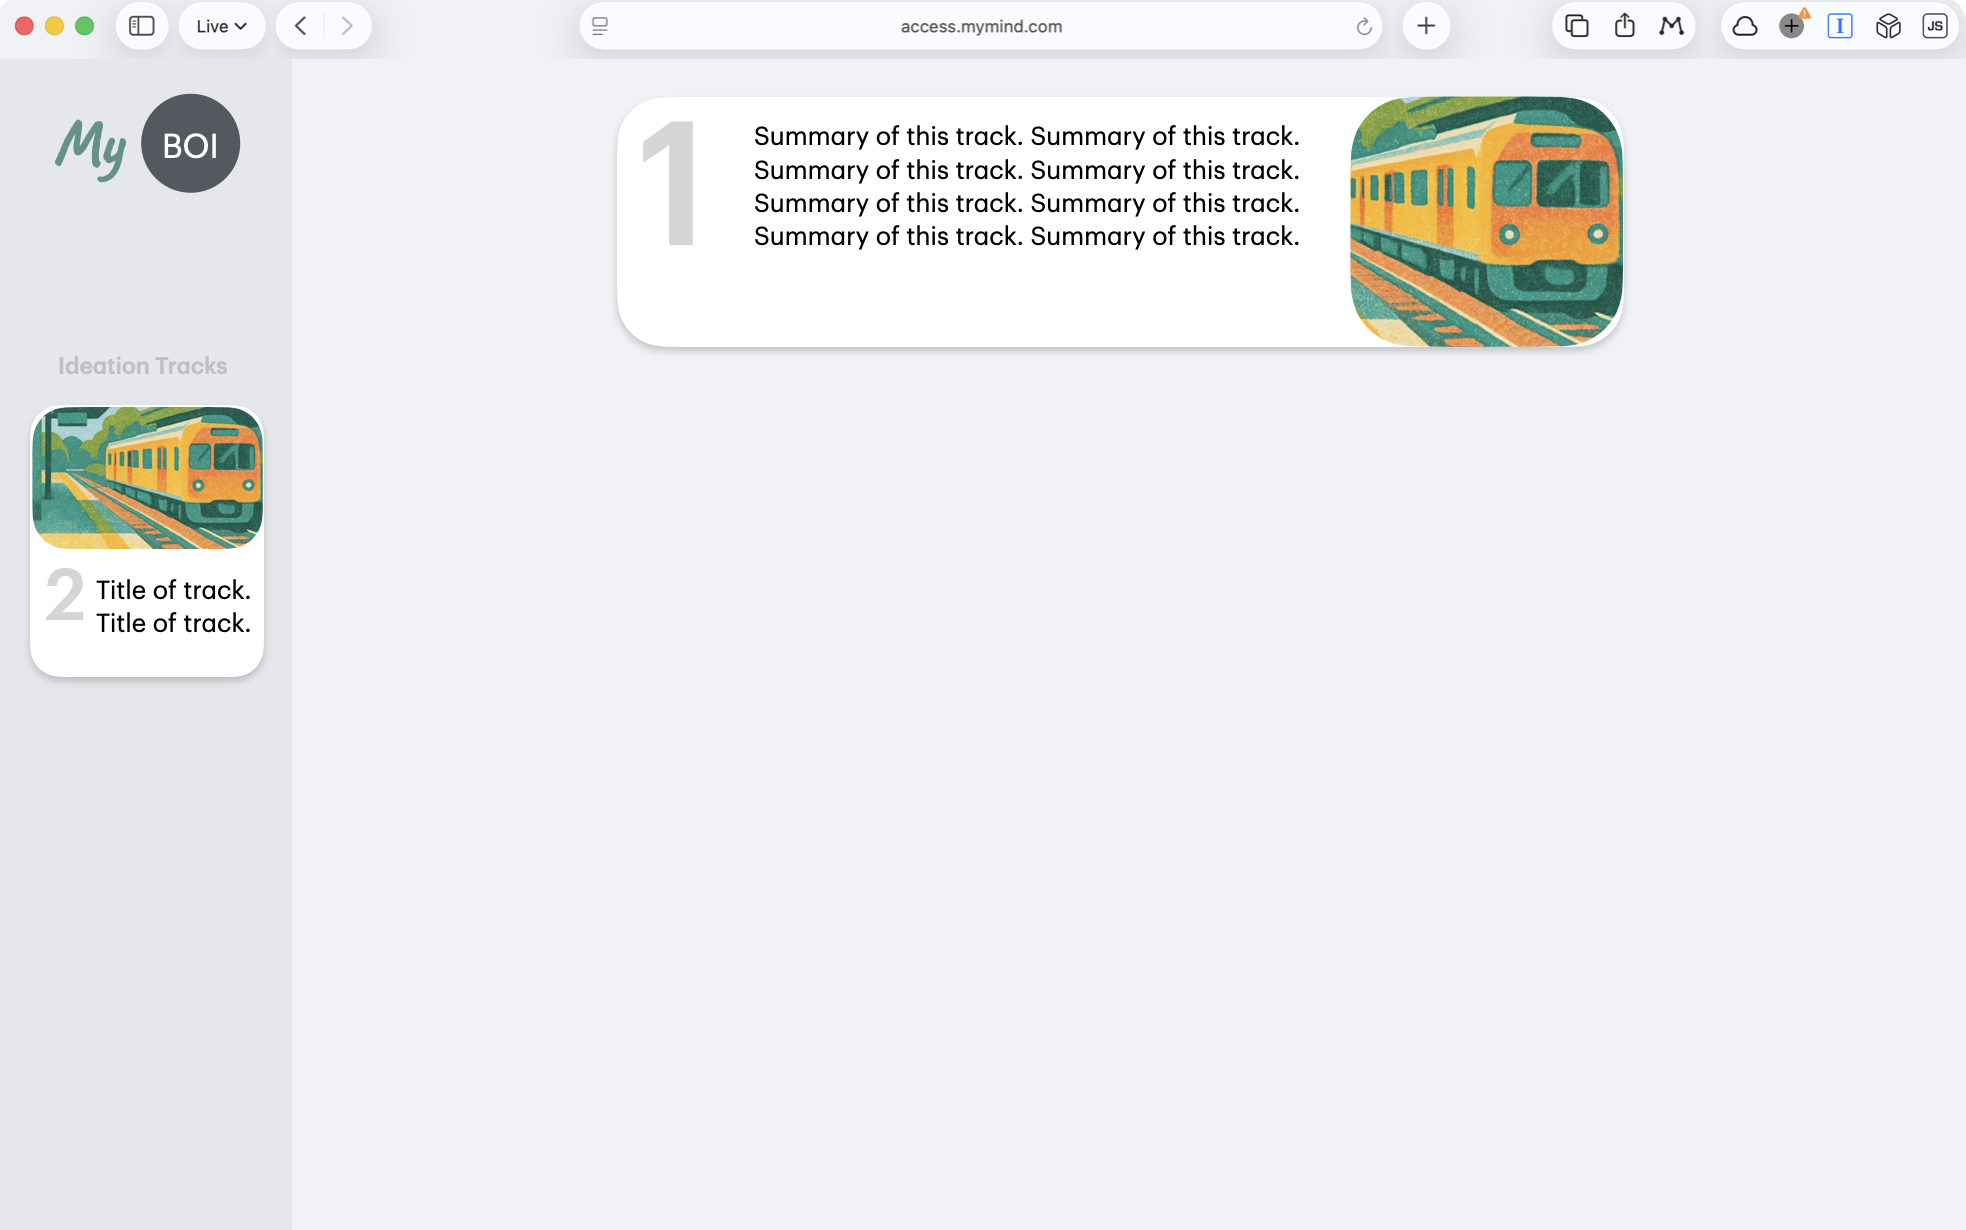 Live
access.mymind.com
JS
My
BOI
Ideation Tracks
2
Title of track.
Title of track.
1
Summary of this track. Summary of this track.
Summary of this track. Summary of this track.
Summary of this track. Summary of this track.
Summary of this track. Summary of this track.